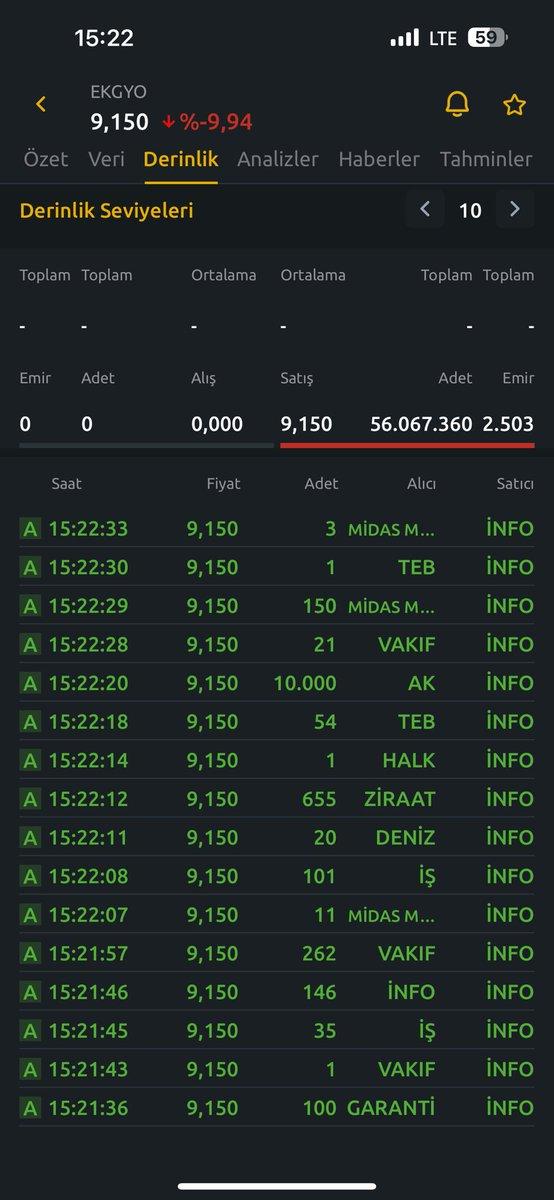 15:22 LTE 59
EKGYO
9,150 %-9,94
Özet Veri Derinlik Analizler Haberler Tahminler
Derinlik Seviyeleri 10
Toplam Toplam Ortalama Ortalama Toplam Toplam
- - - - - -
Emir Adet Alış Satış Adet Emir
0 0 0,000 9,150 56.067.360 2.503
Saat Fiyat Adet Alıcı Satıcı
A 15:22:33 9,150 3 MİDAS M... İNFO
A 15:22:30 9,150 1 TEB İNFO
A 15:22:29 9,150 150 MİDAS M... İNFO
A 15:22:28 9,150 21 VAKIF İNFO
A 15:22:20 9,150 10.000 AK İNFO
A 15:22:18 9,150 54 TEB İNFO
A 15:22:14 9,150 1 HALK İNFO
A 15:22:12 9,150 655 ZİRAAT İNFO
A 15:22:11 9,150 20 DENİZ İNFO
A 15:22:08 9,150 101 İŞ İNFO
A 15:22:07 9,150 11 MİDAS M... İNFO
A 15:21:57 9,150 262 VAKIF İNFO
A 15:21:46 9,150 146 İNFO İNFO
A 15:21:45 9,150 35 İŞ İNFO
A 15:21:43 9,150 1 VAKIF İNFO
A 15:21:36 9,150 100 GARANTİ İNFO